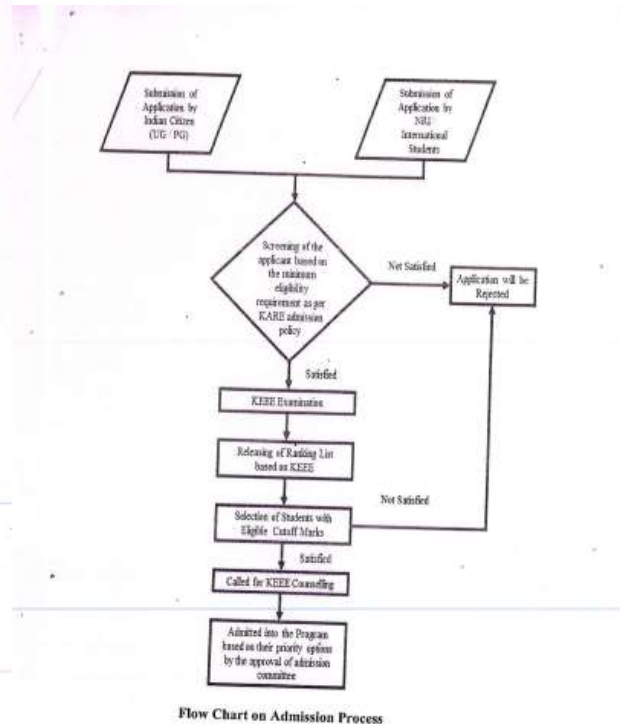 Submission of
Application by
Indian Citizen
(UG / PG)
Submission of
Application by
NRI
International
Students
Screening of the
applicant based on
the minimum
eligibility
requirement as per
KARE admission
policy
Not Satisfied
Application will be
Rejected
Satisfied
KEEE Examination
Releasing of Ranking List
based on KEEE
Not Satisfied
Selection of Students with
Eligible Cutoff Marks
Satisfied
Called for KEEE Counselling
Admitted into the Program
based on their priority options
by the approval of admission
committee
Flow Chart on Admission Process